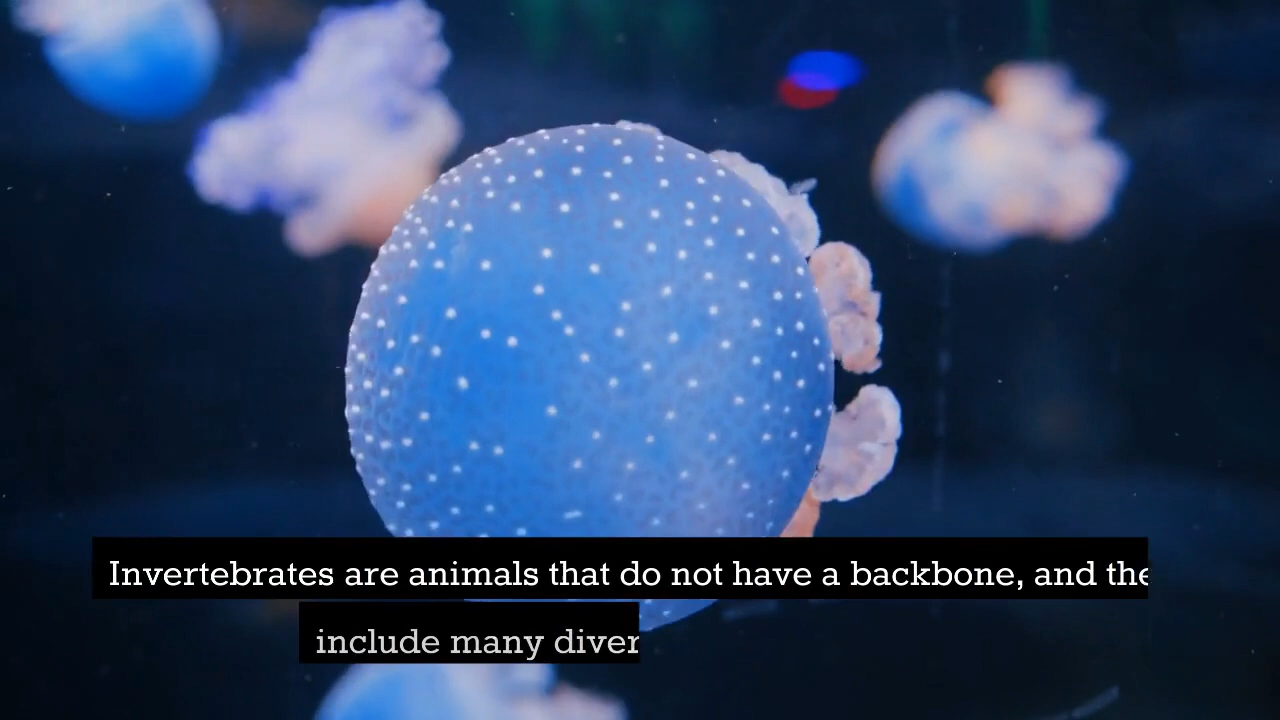 Invertebrates are animals that do not have a backbone, and the
include many diver